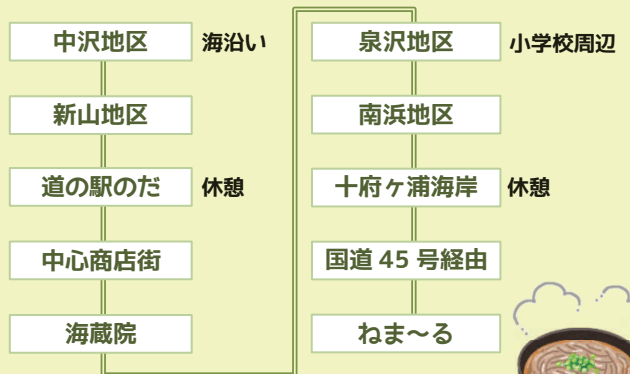 中沢地区 海沿い
新山地区
道の駅のだ 休憩
中心商店街
海蔵院
泉沢地区 小学校周辺
南浜地区
十府ヶ浦海岸 休憩
国道 45 号経由
ねま～る